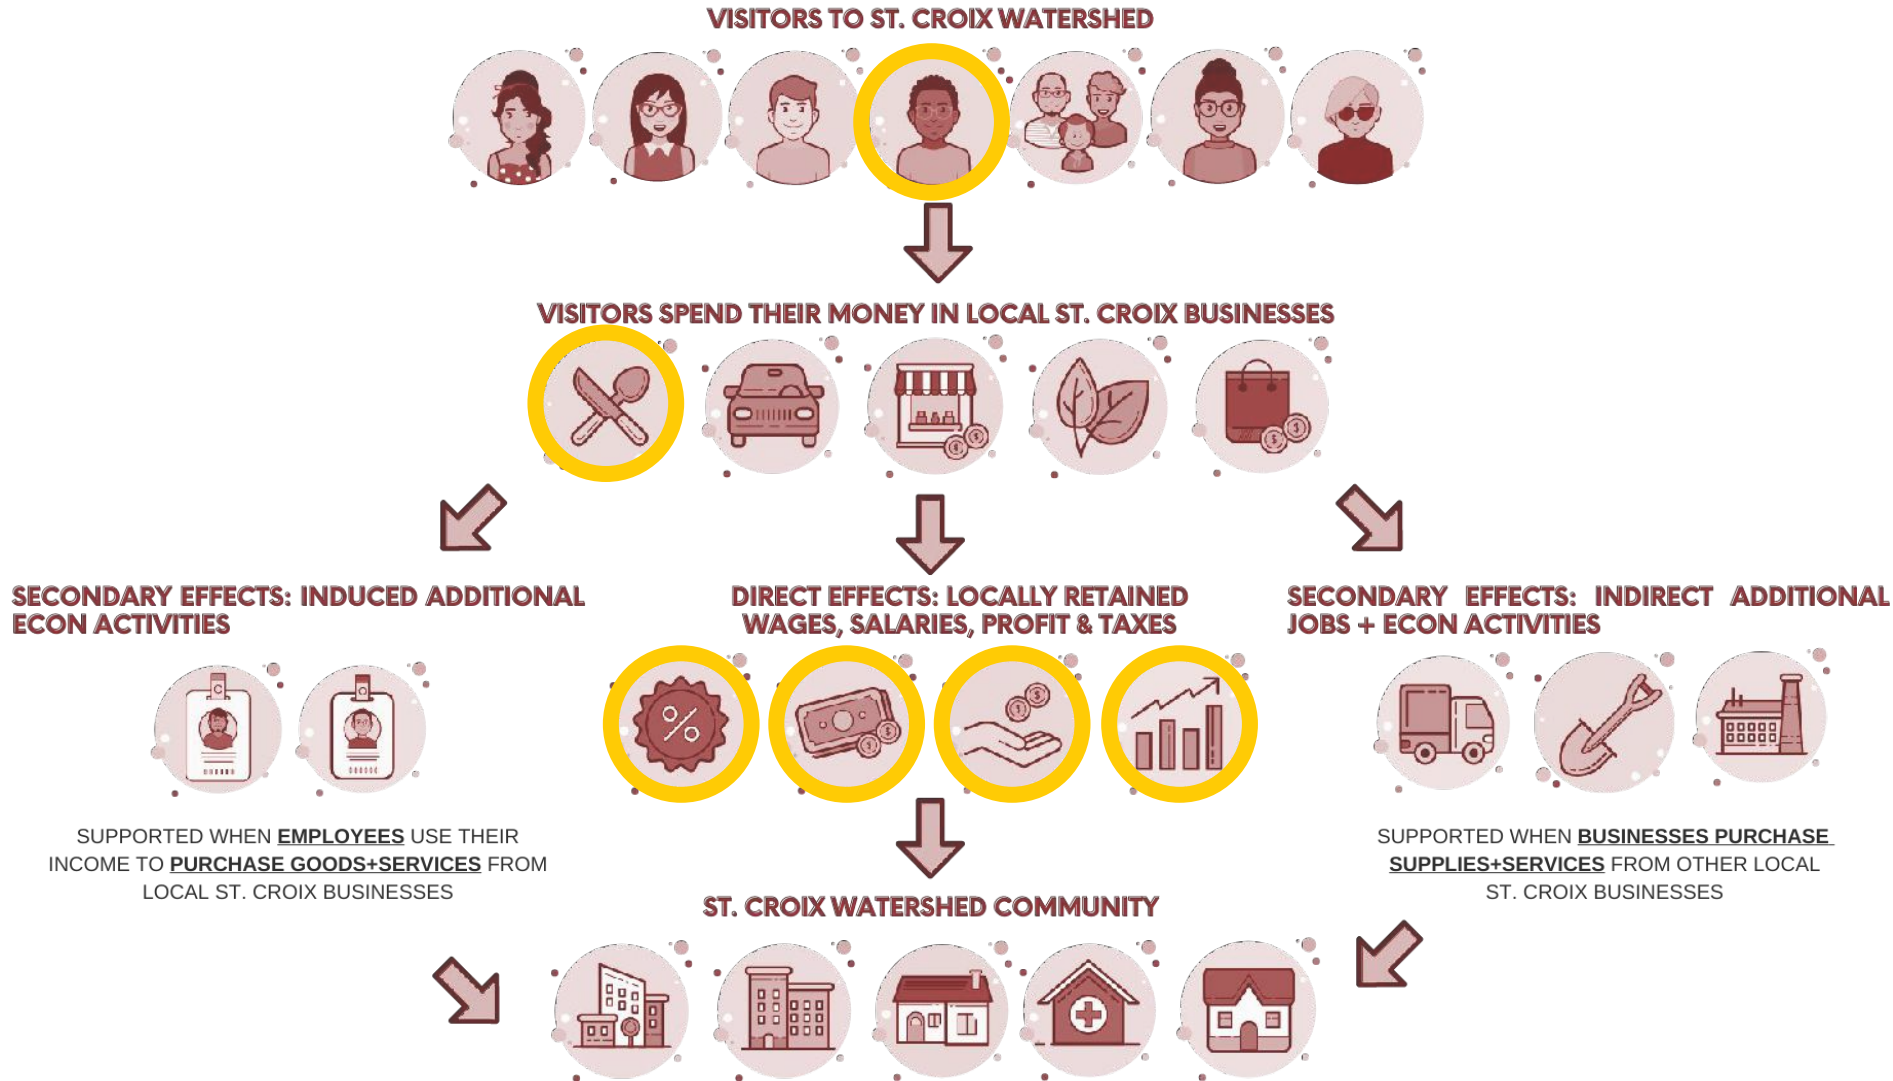 VISITORS TO ST. CROIX WATERSHED
VISITORS SPEND THEIR MONEY IN LOCAL ST. CROIX BUSINESSES
SECONDARY EFFECTS: INDUCED ADDITIONAL
ECON ACTIVITIES
DIRECT EFFECTS: LOCALLY RETAINED
WAGES, SALARIES, PROFIT & TAXES
SECONDARY EFFECTS: INDIRECT ADDITIONAL
JOBS + ECON ACTIVITIES
SUPPORTED WHEN EMPLOYEES USE THEIR
INCOME TO PURCHASE GOODS+SERVICES FROM
LOCAL ST. CROIX BUSINESSES
SUPPORTED WHEN BUSINESSES PURCHASE
SUPPLIES+SERVICES FROM OTHER LOCAL
ST. CROIX BUSINESSES
ST. CROIX WATERSHED COMMUNITY